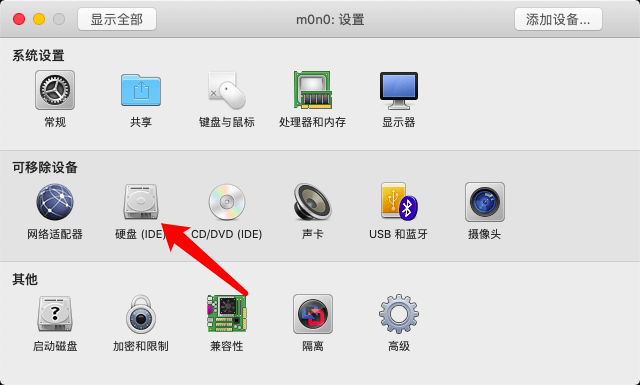 显示全部 m0n0: 设置 添加设备...
系统设置
常规 共享 键盘与鼠标 处理器和内存 显示器
可移除设备
网络适配器 硬盘 (IDE) CD/DVD (IDE) 声卡 USB 和蓝牙 摄像头
其他
?
启动磁盘 加密和限制 兼容性 隔离 高级